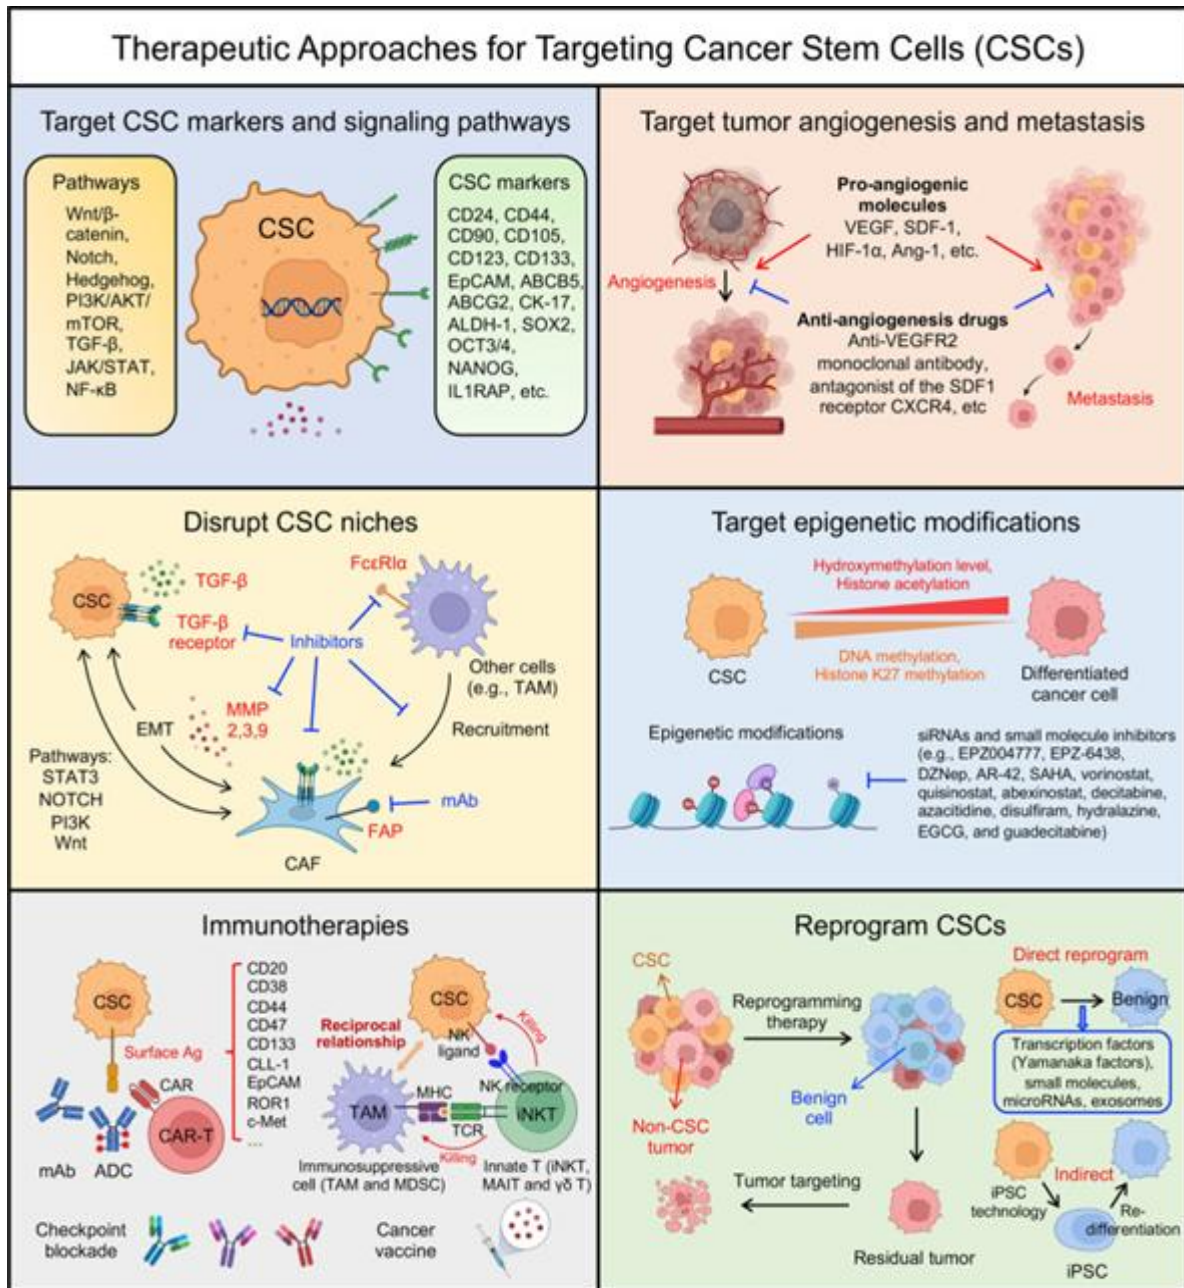 Therapeutic Approaches for Targeting Cancer Stem Cells (CSCs)
Target CSC markers and signaling pathways
Pathways
Wnt/β-
catenin,
Notch,
Hedgehog,
PI3K/AKT/
mTOR,
TGF-β,
JAK/STAT,
NF-κB
CSC
CSC markers
CD24, CD44,
CD90, CD105,
CD123, CD133,
EpCAM, ABCB5,
ABCG2, CK-17,
ALDH-1, SOX2,
OCT3/4,
NANOG,
IL1RAP, etc.
Target tumor angiogenesis and metastasis
Pro-angiogenic
molecules
VEGF, SDF-1,
HIF-1α, Ang-1, etc.
Angiogenesis
Anti-angiogenesis drugs
Anti-VEGFR2
monoclonal antibody,
antagonist of the SDF1
receptor CXCR4, etc
Metastasis
Disrupt CSC niches
CSC
TGF-β
TGF-β
receptor
FcεRIα
Inhibitors
Other cells
(e.g., TAM)
EMT
MMP
2,3,9
Recruitment
Pathways:
STAT3
NOTCH
PI3K
Wnt
mAb
FAP
CAF
Target epigenetic modifications
Hydroxymethylation level,
Histone acetylation
DNA methylation,
Histone K27 methylation
CSC
Differentiated
cancer cell
Epigenetic modifications
siRNAs and small molecule inhibitors
(e.g., EPZ004777, EPZ-6438,
DZNep, AR-42, SAHA, vorinostat,
quisinostat, abexinostat, decitabine,
azacitidine, disulfiram, hydralazine,
EGCG, and guadecitabine)
Immunotherapies
CSC
Surface Ag
CAR
CAR-T
mAb
ADC
CD20
CD38
CD44
CD47
CD133
CLL-1
EpCAM
ROR1
c-Met
...
CSC
Reciprocal
relationship
NK
ligand
Killing
NK receptor
TAM
MHC
TCR
iNKT
Killing
Immunosuppressive
cell (TAM and MDSC)
Innate T (iNKT,
MAIT and γδ T)
Checkpoint
blockade
Cancer
vaccine
Reprogram CSCs
CSC
Reprogramming
therapy
Non-CSC
tumor
Benign
cell
Tumor targeting
Residual tumor
Direct reprogram
CSC
Benign
Transcription factors
(Yamanaka factors),
small molecules,
microRNAs, exosomes
Indirect
iPSC
technology
Re-
differentiation
iPSC